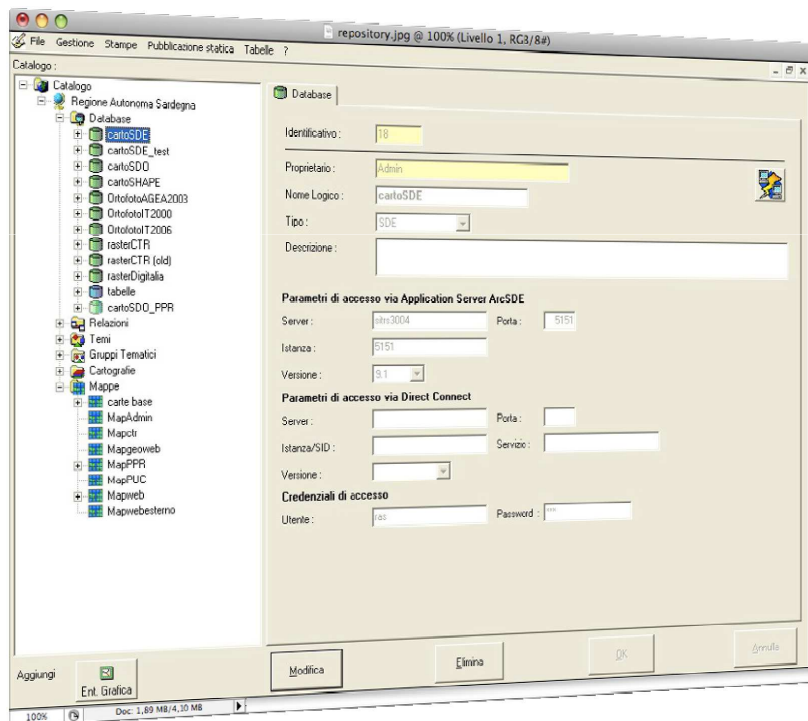 repository.jpg @ 100% (Livello 1, RG3/8#)
File Gestione Stampe Pubblicazione statica Tabelle ?
Catalogo :
Catalogo
Regione Autonoma Sardegna
Database
cartoSDE
cartoSDE_test
cartoSDO
cartoSHAPE
OrtofotoAGEA2003
OrtofotoIT2000
OrtofotoIT2006
rasterCTR
rasterCTR (old)
rasterDigitalia
tabelle
cartoSDO_PPR
Relazioni
Temi
Gruppi Tematici
Cartografie
Mappe
carte base
MapAdmin
Mapctr
Mapgeoweb
MapPPR
MapPUC
Mapweb
Mapwebesterno
Database
Identificativo : 18
Proprietario : Admin
Nome Logico : cartoSDE
Tipo : SDE
Descrizione :
Parametri di accesso via Application Server ArcSDE
Server : sitrs3004 Porta : 5151
Istanza : 5151
Versione : 9.1
Parametri di accesso via Direct Connect
Server : Porta :
Istanza/SID : Servizio :
Versione :
Credenziali di accesso
Utente : ras Password : ***
Aggiungi Ent. Grafica Modifica Elimina OK Annulla
100% Doc: 1,89 MB/4,10 MB